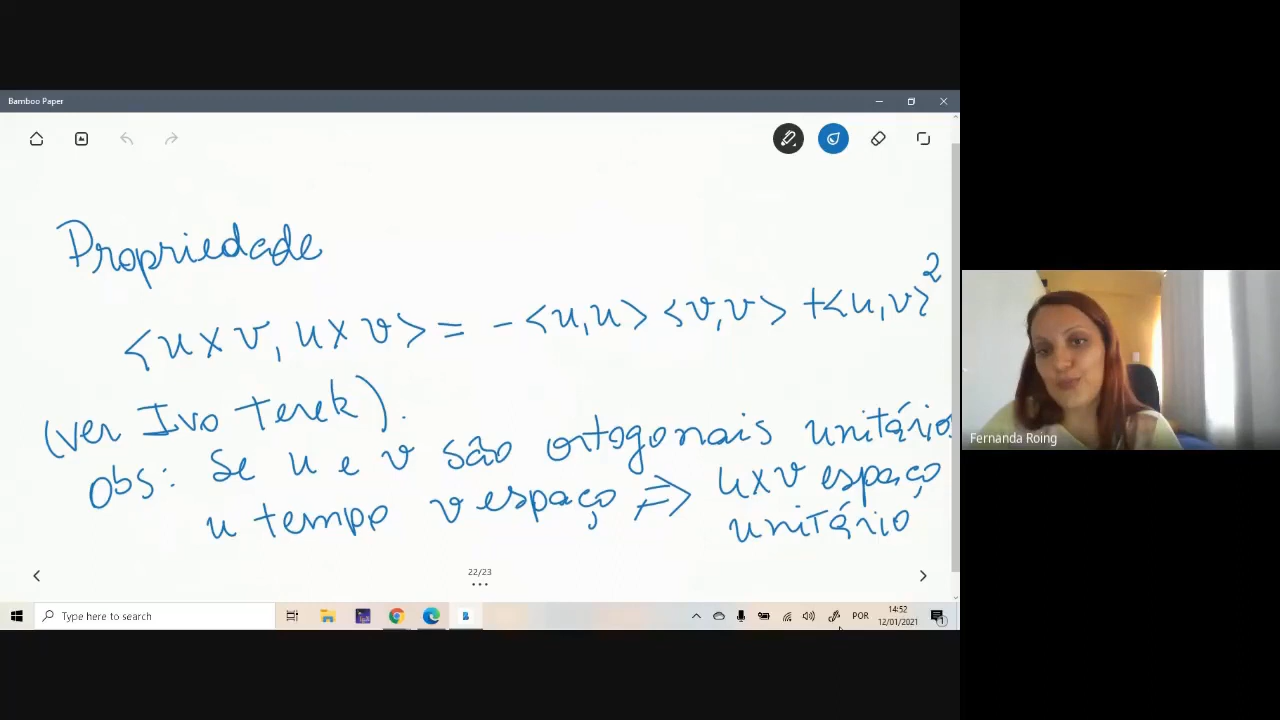 Bamboo Paper
Propriedade
<u × v, u × v> = - <u,u> <v,v> + <u,v>²
(ver Ivo Terek).
Obs: Se u e v são ortogonais unitários
u tempo v espaço => u×v espaço
unitário
22/23
Fernanda Roing
Type here to search
POR
14:52
12/01/2021
1